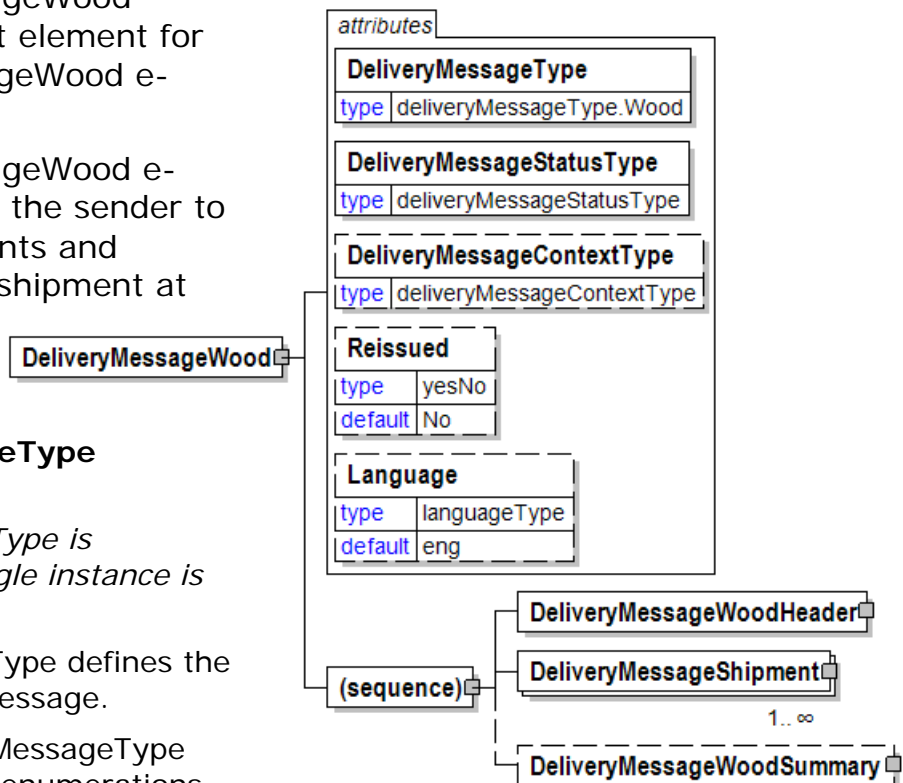 geWood
t element for
geWood e-
geWood e-
the sender to
nts and
shipment at
eType
Type is
gle instance is
Type defines the
essage.
MessageType
enumerations
attributes
DeliveryMessageType
type deliveryMessageType.Wood
DeliveryMessageStatusType
type deliveryMessageStatusType
DeliveryMessageContextType
type deliveryMessageContextType
Reissued
type yesNo
default No
Language
type languageType
default eng
DeliveryMessageWood
(sequence)
DeliveryMessageWoodHeader
DeliveryMessageShipment
1.. ∞
DeliveryMessageWoodSummary